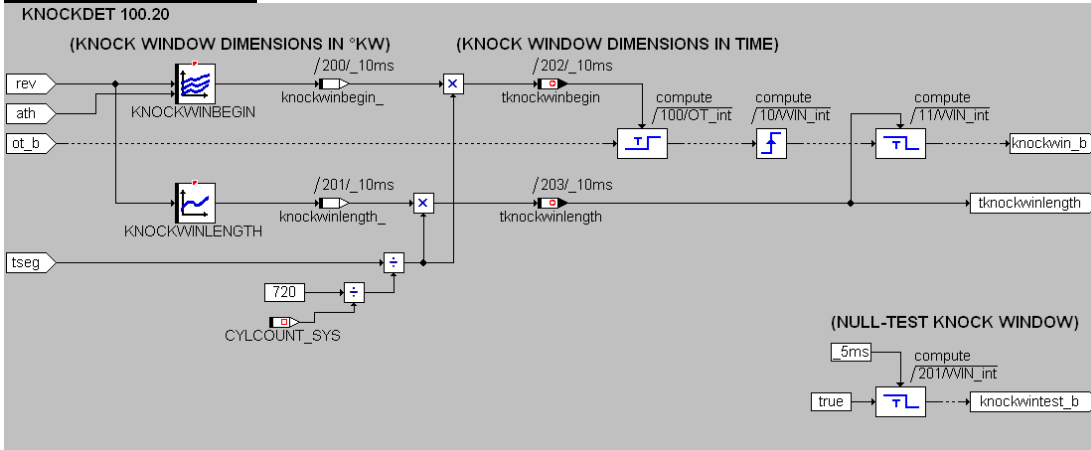 KNOCKDET 100.20
(KNOCK WINDOW DIMENSIONS IN °KW)
(KNOCK WINDOW DIMENSIONS IN TIME)
rev
/200/_10ms
knockwinbegin_
/202/_10ms
tknockwinbegin
ath
KNOCKWINBEGIN
compute
/100/OT_int
compute
/10/WIN_int
compute
/11/WIN_int
ot_b
T
T
knockwin_b
/201/_10ms
knockwinlength_
/203/_10ms
tknockwinlength
tknockwinlength
KNOCKWINLENGTH
tseg
720
CYLCOUNT_SYS
(NULL-TEST KNOCK WINDOW)
_5ms
compute
/201/WIN_int
true
T
knockwintest_b